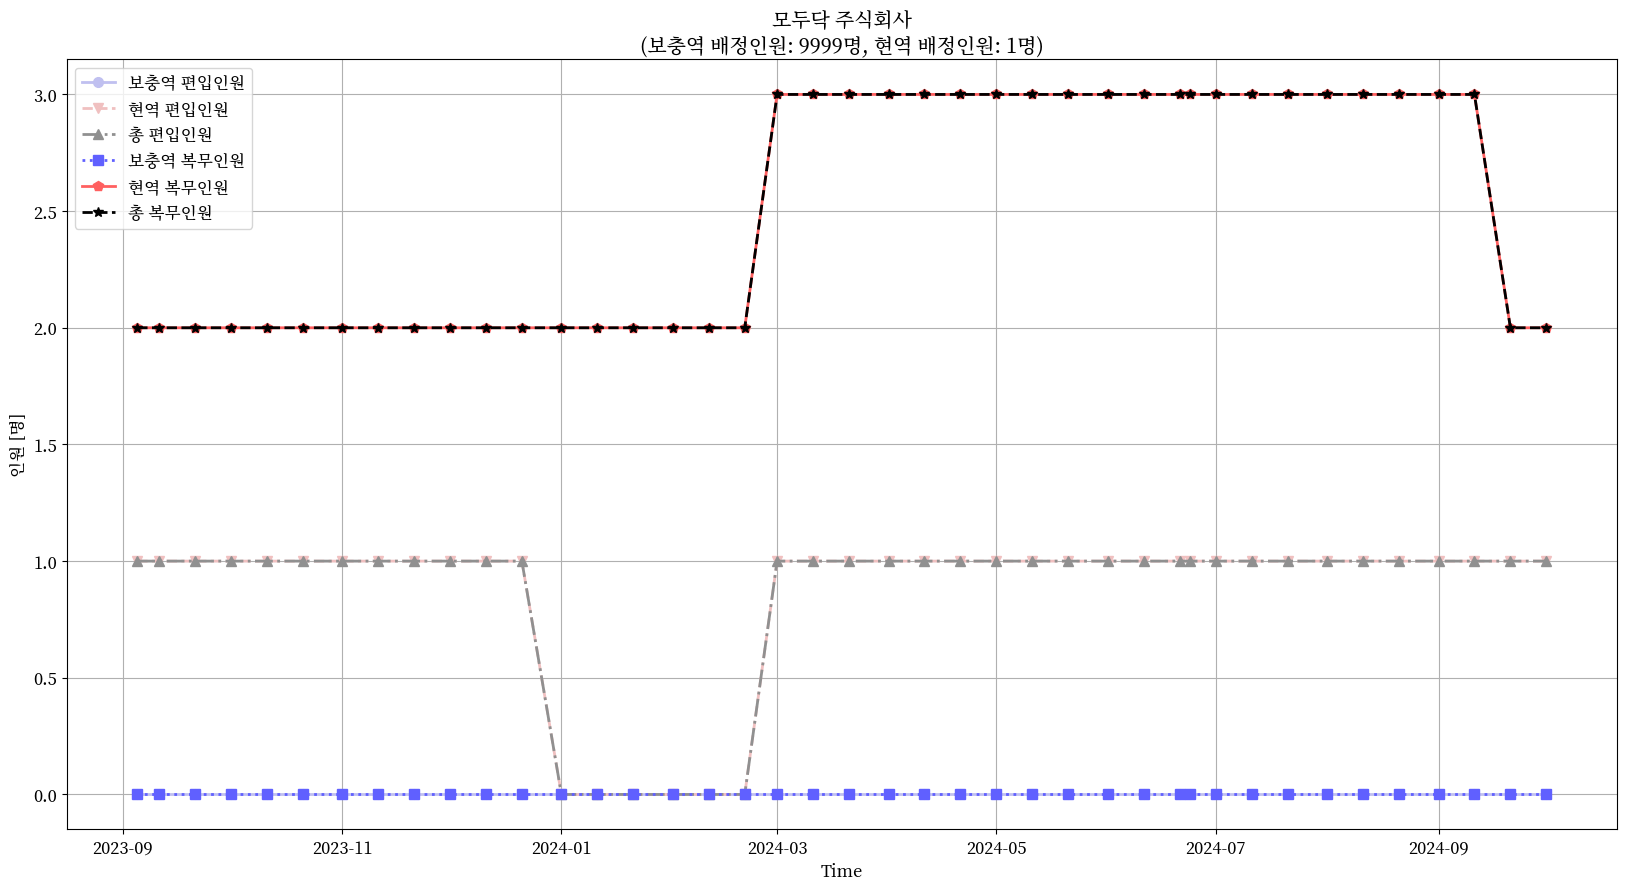 모두닥 주식회사
(보충역 배정인원: 9999명, 현역 배정인원: 1명)
보충역 편입인원
현역 편입인원
총 편입인원
보충역 복무인원
현역 복무인원
총 복무인원
인원 [명]
3.0
2.5
2.0
1.5
1.0
0.5
0.0
2023-09 2023-11 2024-01 2024-03 2024-05 2024-07 2024-09
Time